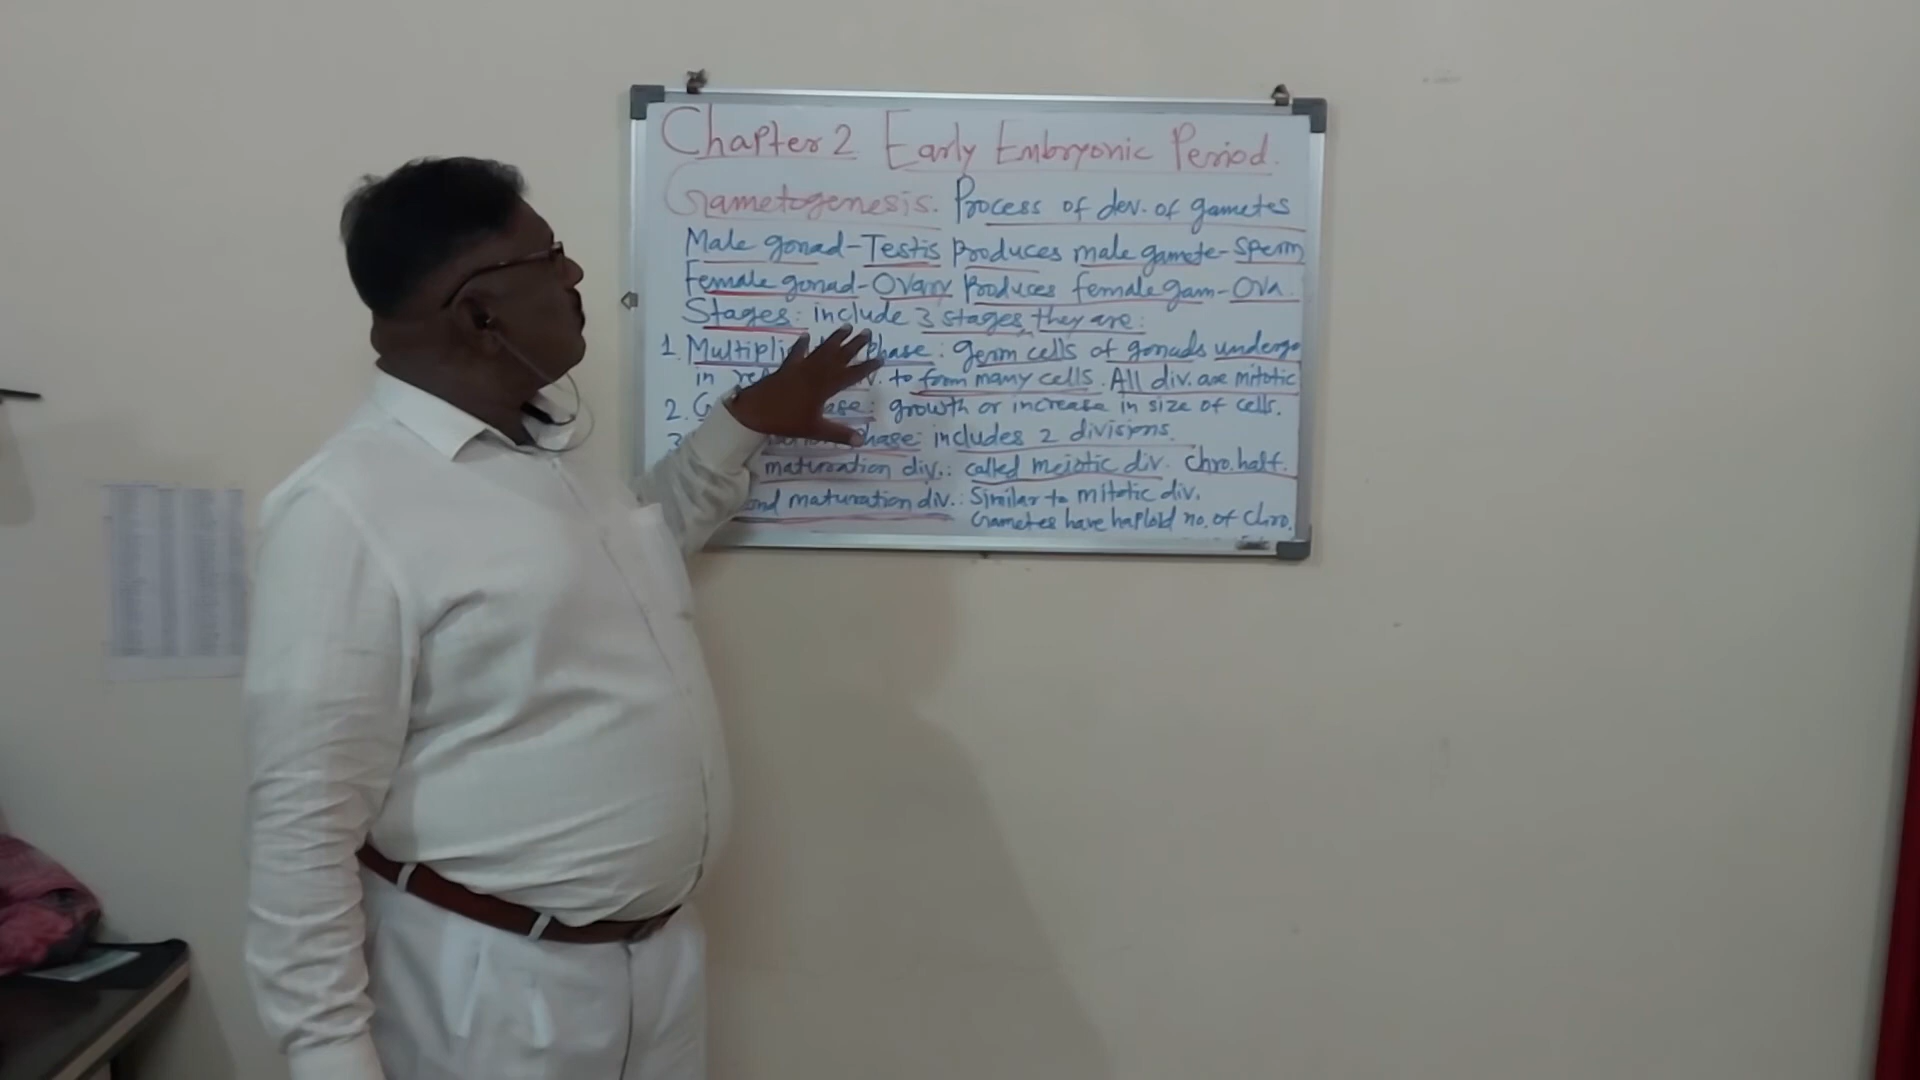 Chapter 2 Early Embryonic Period.
Gametogenesis. Process of dev. of gametes
Male gonad-Testis Produces male gamete-Sperm
Female gonad-Ovary Produces female gam-Ova.
Stages: include 3 stages, they are:
1. Multipli phase: germ cells of gonads undergo
in to form many cells. All div. are mitotic
2. growth or increase in size of cells.
phase: includes 2 divisions.
maturation div.: called meiotic div. Chro. half.
maturation div.: Similar to mitotic div.
Gametes have haploid no. of Chro.